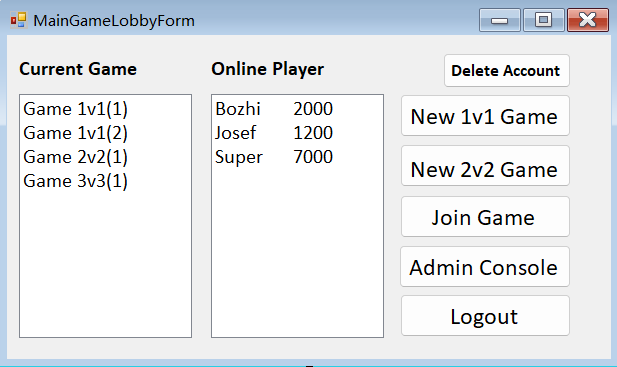 MainGameLobbyForm
Current Game
Online Player
Delete Account
Game 1v1(1)
Game 1v1(2)
Game 2v2(1)
Game 3v3(1)
Bozhi 2000
Josef 1200
Super 7000
New 1v1 Game
New 2v2 Game
Join Game
Admin Console
Logout